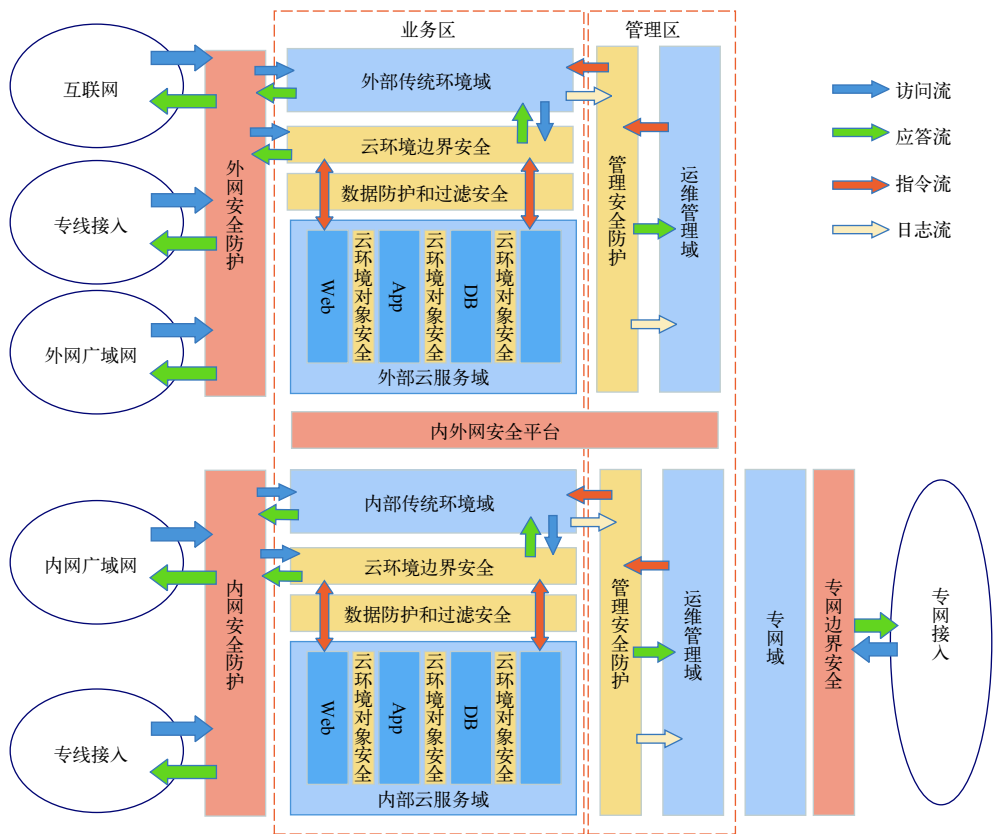 业务区
管理区
互联网
专线接入
外网广域网
外网安全防护
外部传统环境域
云环境边界安全
数据防护和过滤安全
Web
云环境对象安全
App
云环境对象安全
DB
云环境对象安全
外部云服务域
管理安全防护
运维管理域
访问流
应答流
指令流
日志流
内外网安全平台
内网广域网
专线接入
内网安全防护
内部传统环境域
云环境边界安全
数据防护和过滤安全
Web
云环境对象安全
App
云环境对象安全
DB
云环境对象安全
内部云服务域
管理安全防护
运维管理域
专网域
专网边界安全
专网接入